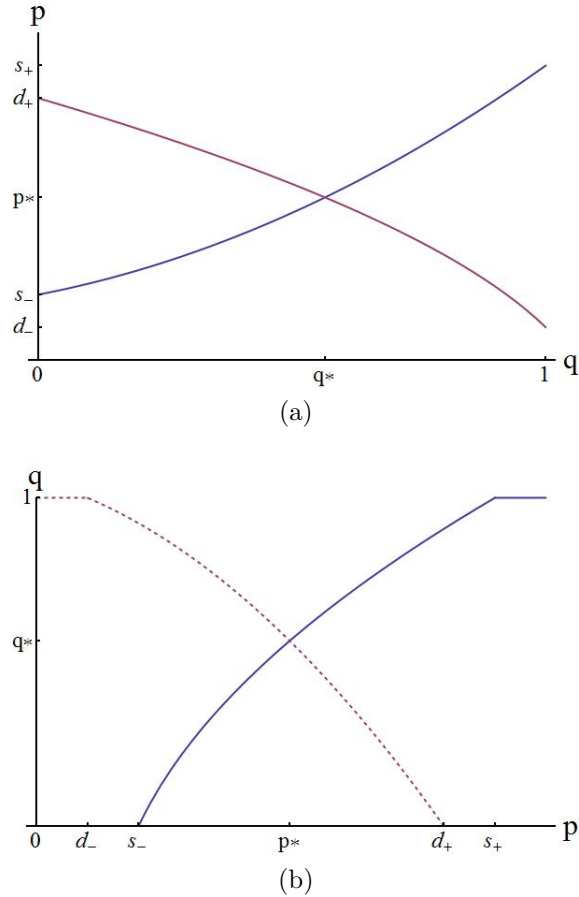 p
s₊
d₊
p*
s₋
d₋
0 q* 1 q
(a)
q
1
q*
0 d₋ s₋ p* d₊ s₊ p
(b)